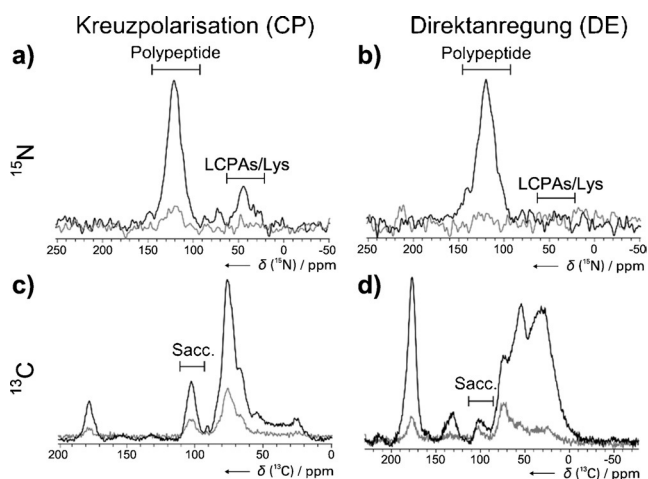 Kreuzpolarisation (CP)
Direktanregung (DE)
a)
Polypeptide
LCPAs/Lys
¹⁵N
250 200 150 100 50 0 -50
δ (¹⁵N) / ppm
b)
Polypeptide
LCPAs/Lys
250 200 150 100 50 0 -50
δ (¹⁵N) / ppm
c)
Sacc.
¹³C
200 150 100 50 0
δ (¹³C) / ppm
d)
Sacc.
200 150 100 50 0 -50
δ (¹³C) / ppm